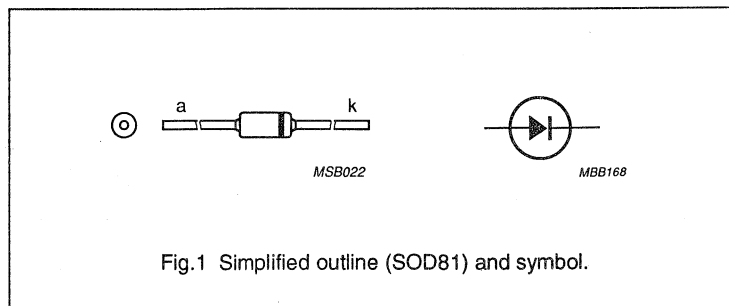 a
k
MSB022
MBB168
Fig.1 Simplified outline (SOD81) and symbol.